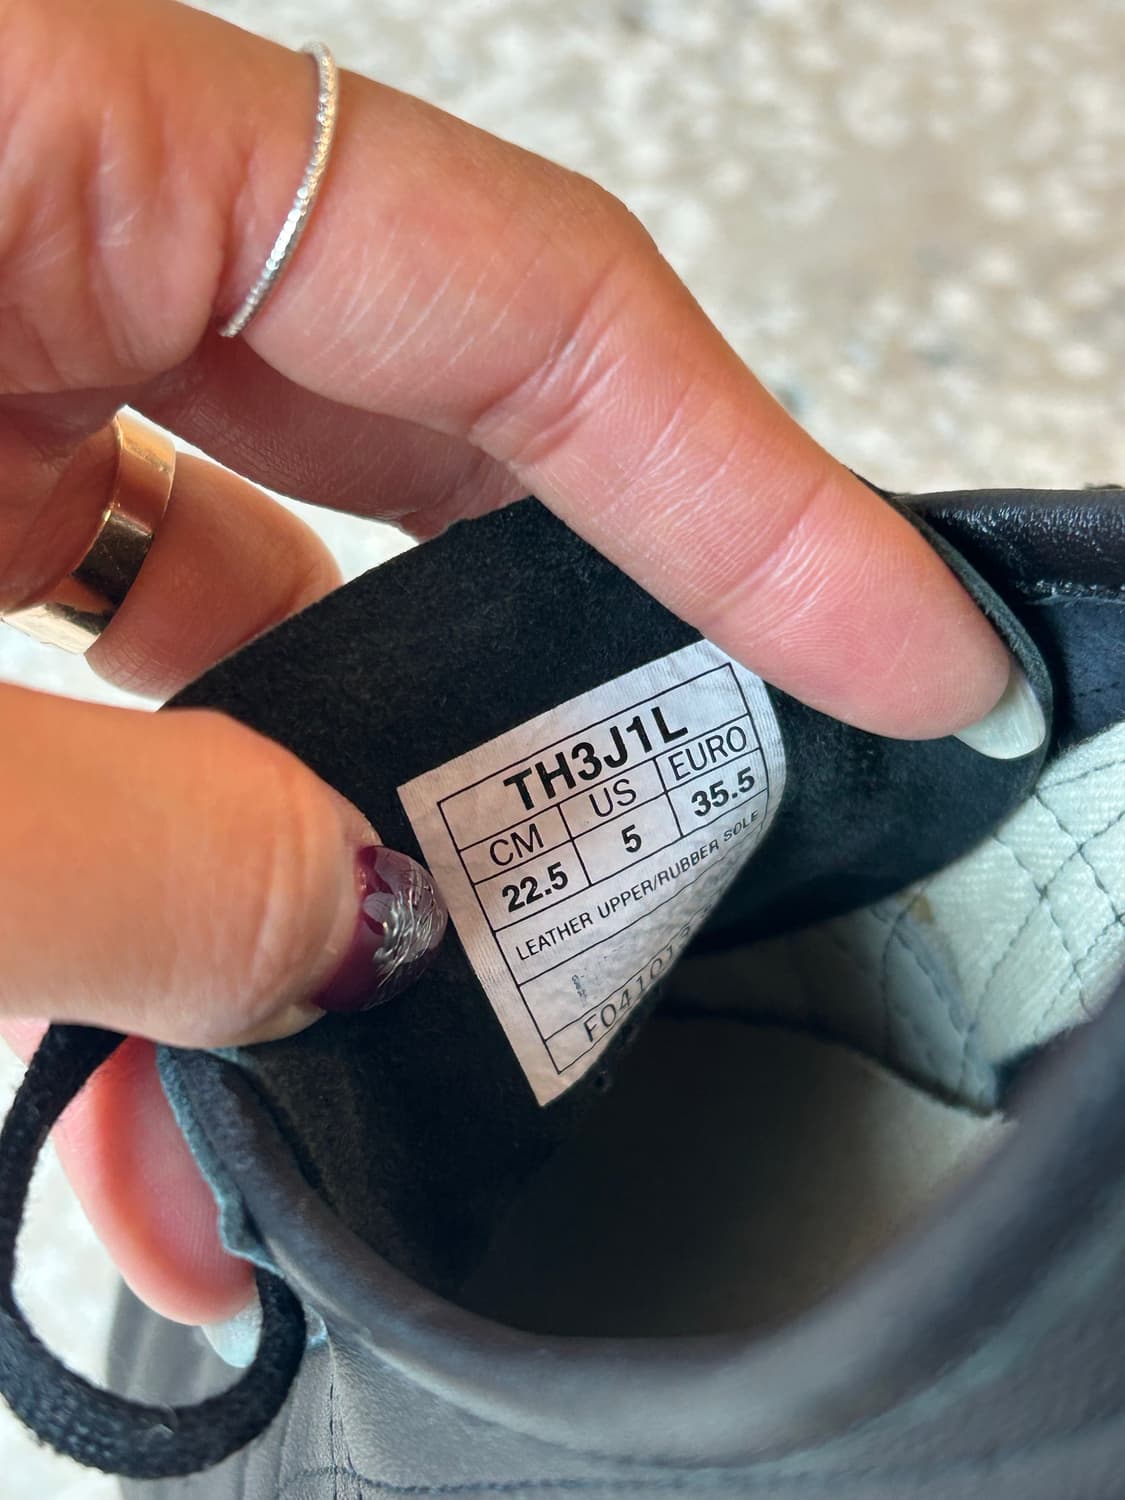 TH3J1L
CM US EURO
22.5 5 35.5
LEATHER UPPER/RUBBER SOLE